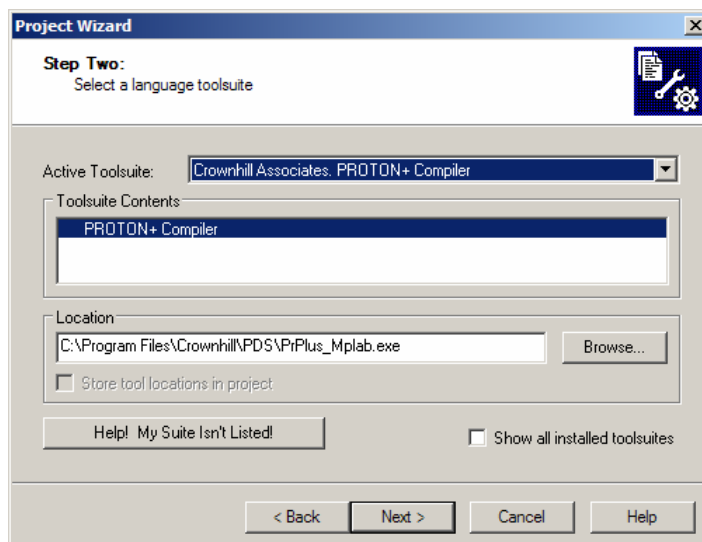 Project Wizard
Step Two:
Select a language toolsuite
Active Toolsuite: Crownhill Associates. PROTON+ Compiler
Toolsuite Contents
PROTON+ Compiler
Location
C:\Program Files\Crownhill\PDS\PrPlus_Mplab.exe Browse...
Store tool locations in project
Help! My Suite Isn't Listed! Show all installed toolsuites
< Back Next > Cancel Help